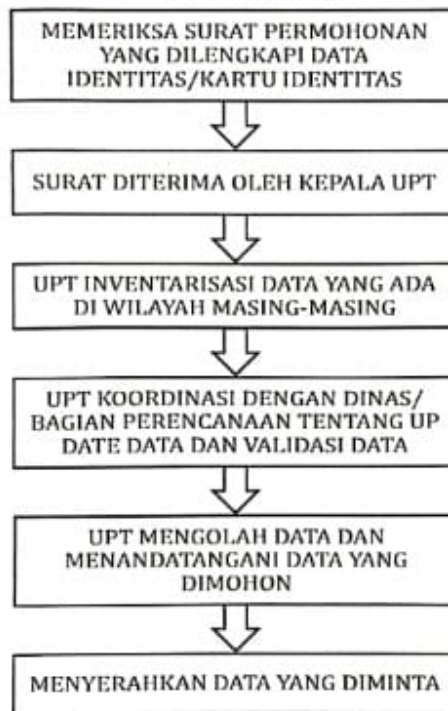 MEMERIKSA SURAT PERMOHONAN
YANG DILENGKAPI DATA
IDENTITAS/KARTU IDENTITAS
SURAT DITERIMA OLEH KEPALA UPT
UPT INVENTARISASI DATA YANG ADA
DI WILAYAH MASING-MASING
UPT KOORDINASI DENGAN DINAS/
BAGIAN PERENCANAAN TENTANG UP
DATE DATA DAN VALIDASI DATA
UPT MENGOLAH DATA DAN
MENANDATANGANI DATA YANG
DIMOHON
MENYERAHKAN DATA YANG DIMINTA